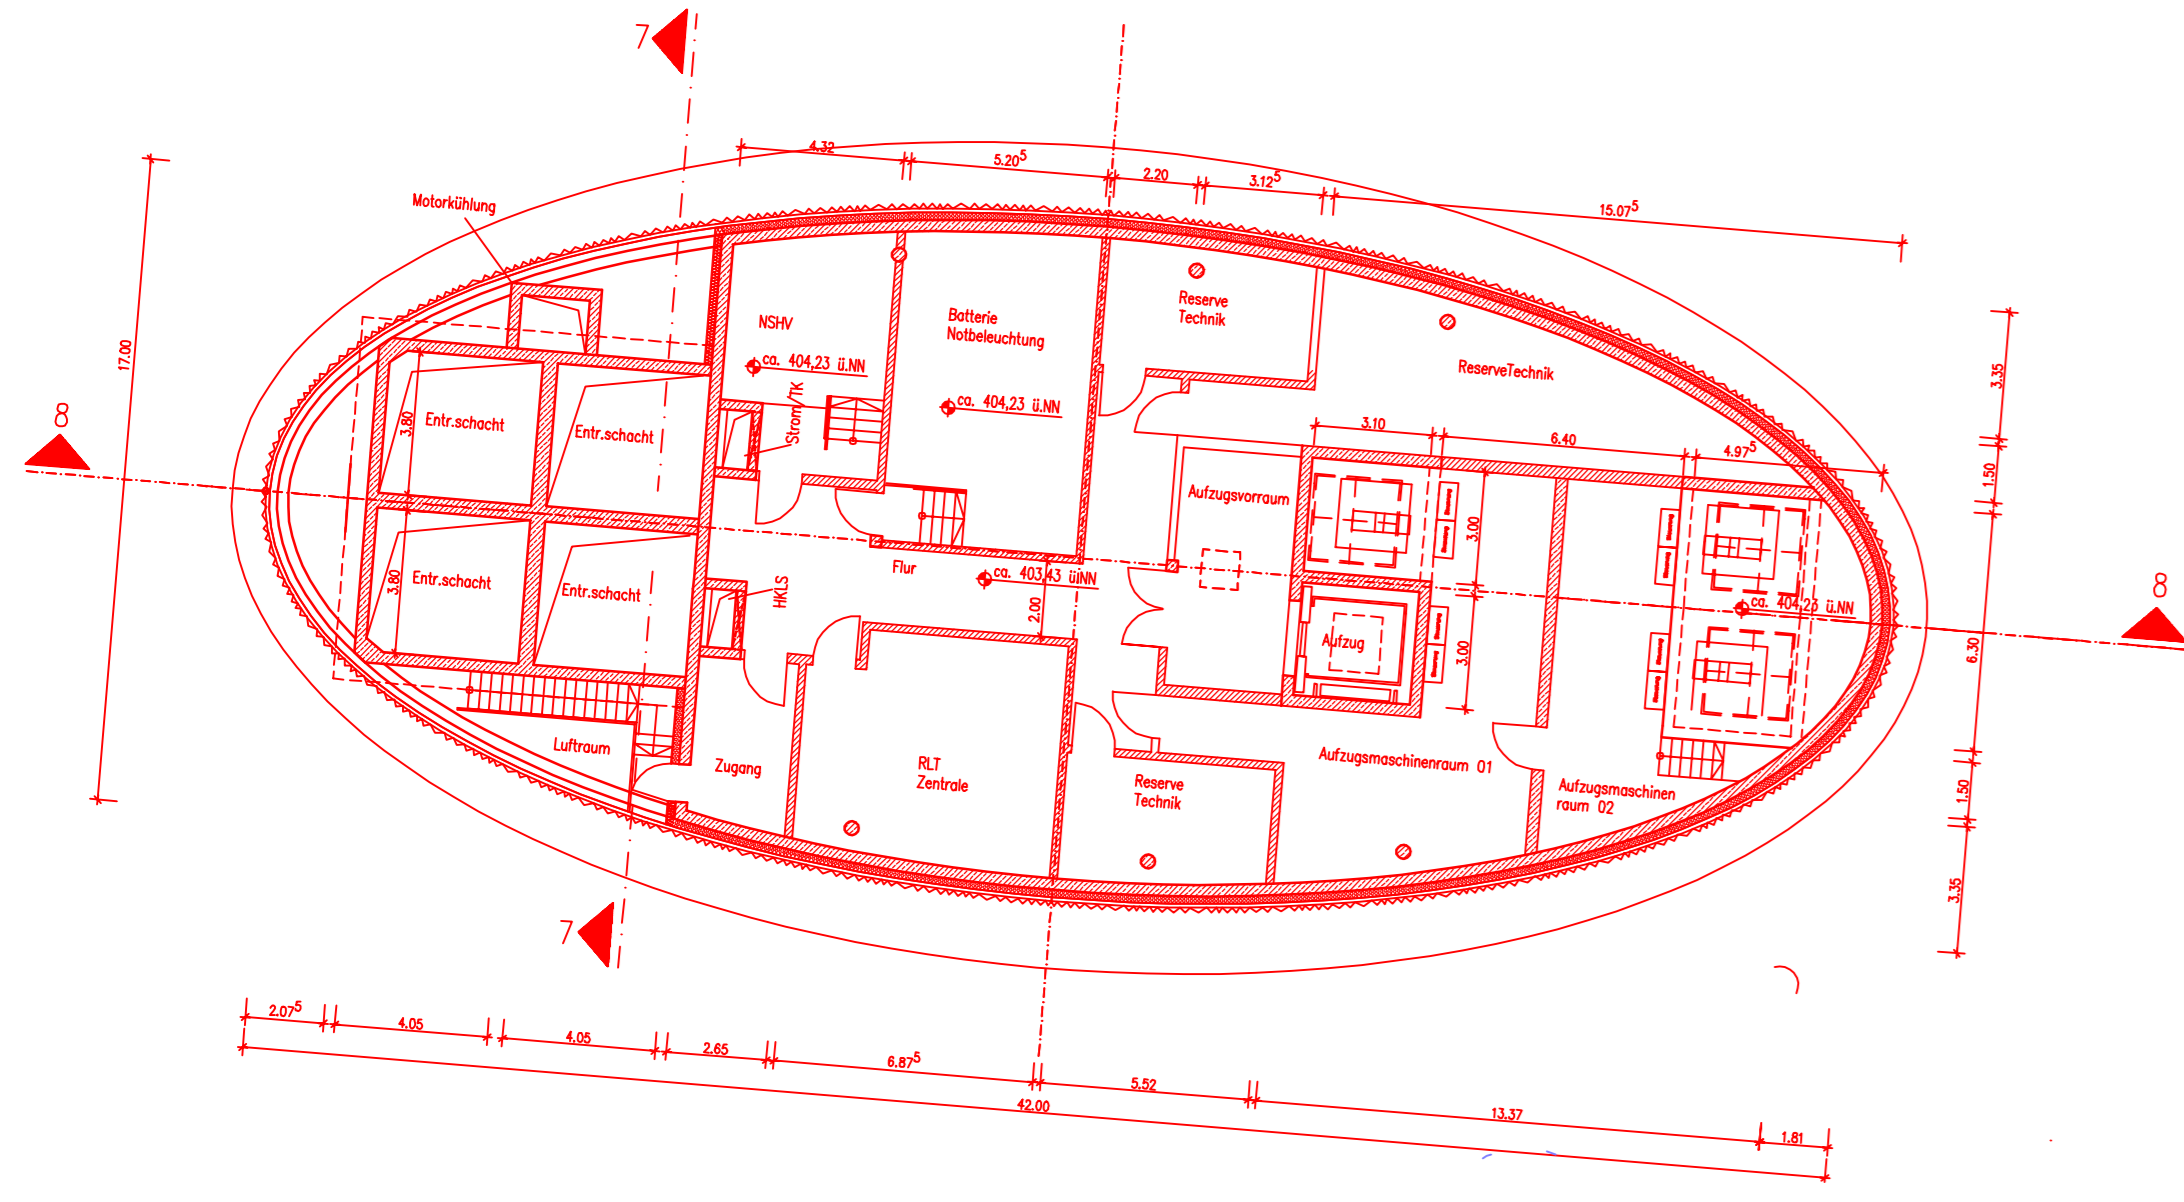 7
4.32
5.20⁵
2.20
3.12⁵
15.07⁵
Motorkühlung
17.00
NSHV
ca. 404,23 ü.NN
Batterie
Notbeleuchtung
ca. 404,23 ü.NN
Reserve
Technik
ReserveTechnik
3.35
8
3.80
Entr.schacht
Entr.schacht
Strom/TK
3.10
6.40
4.97⁵
1.50
Aufzugsvorraum
3.00
Entr.schacht
Entr.schacht
3.80
HKLS
Flur
ca. 403,43 ü.NN
2.00
Aufzug
3.00
ca. 404,23 ü.NN
8
6.30
Luftraum
Zugang
RLT
Zentrale
Reserve
Technik
Aufzugsmaschinenraum 01
Aufzugsmaschinen
raum 02
1.50
3.35
7
2.07⁵
4.05
4.05
2.65
6.87⁵
5.52
13.37
1.81
42.00